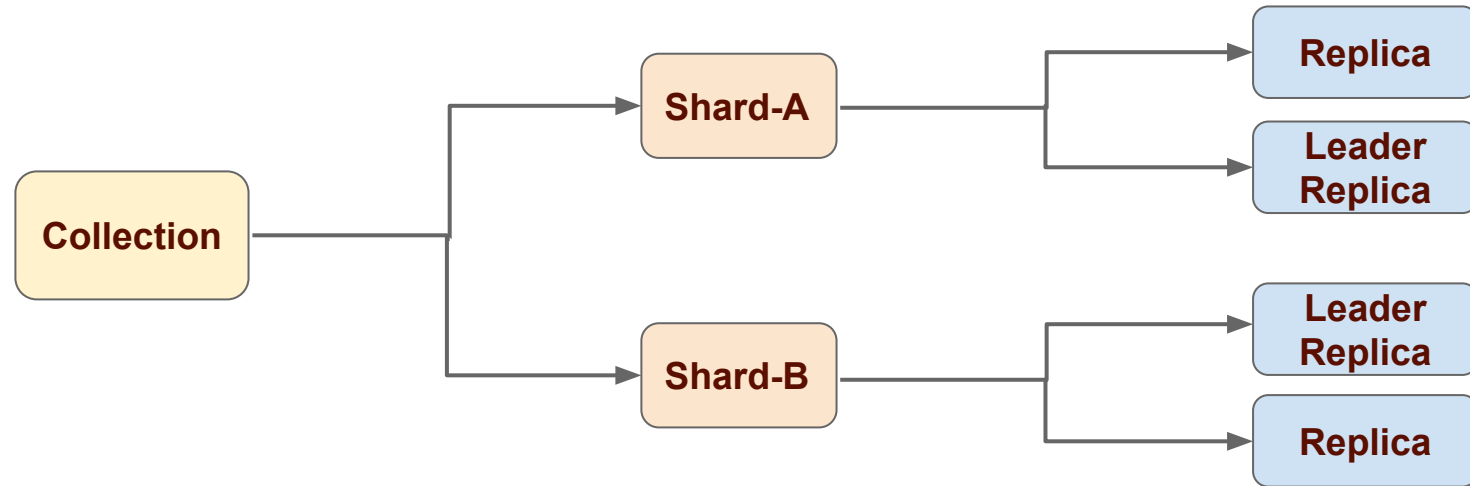 Replica
Shard-A
Leader
Replica
Collection
Leader
Replica
Shard-B
Replica